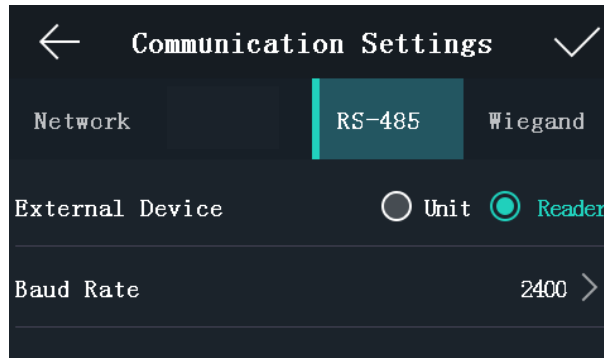 Communication Settings
Network RS-485 Wiegand
External Device Unit Reader
Baud Rate 2400